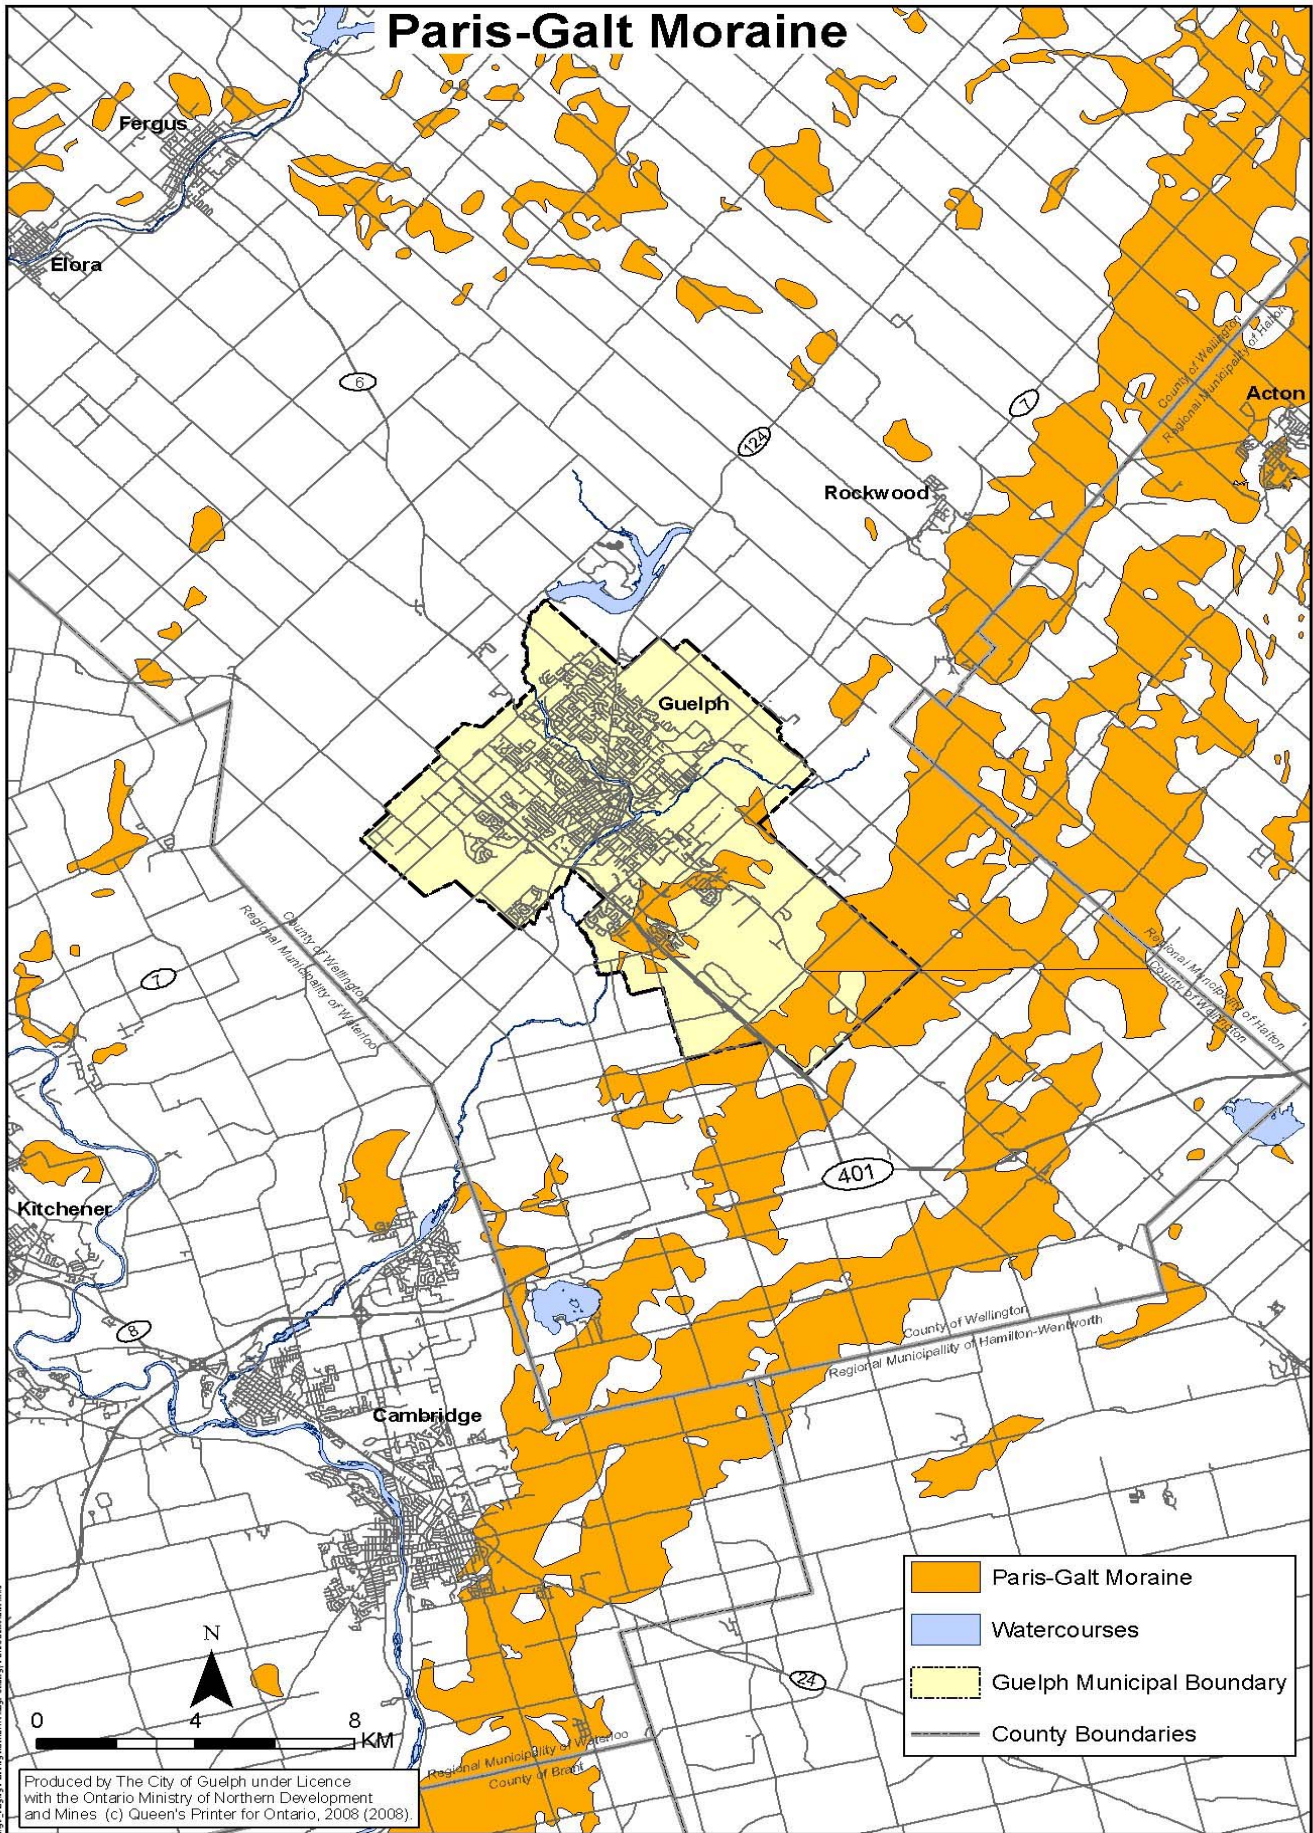 Paris-Galt Moraine
Fergus
Elora
6
7
Acton
124
Rockwood
County of Wellington
Regional Municipality of Halton
Guelph
County of Wellington
Regional Municipality of Waterloo
7
Regional Municipality of Halton
County of Wellington
401
Kitchener
8
County of Wellington
Regional Municipallity of Hamilton-Wentworth
Cambridge
24
Regional Municipality of Waterloo
County of Brant
Paris-Galt Moraine
Watercourses
Guelph Municipal Boundary
County Boundaries
N
0 4 8
KM
Produced by The City of Guelph under Licence
with the Ontario Ministry of Northern Development
and Mines (c) Queen's Printer for Ontario, 2008 (2008).